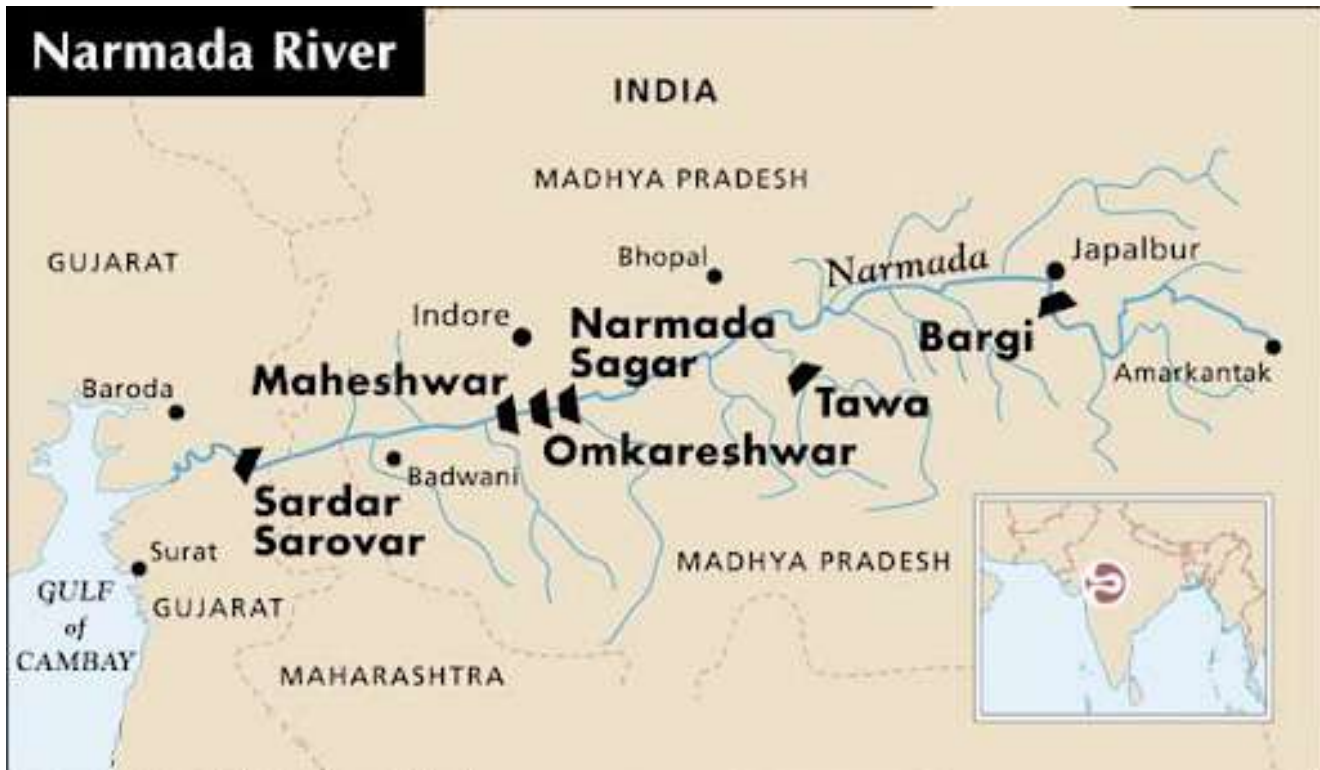 Narmada River
INDIA
MADHYA PRADESH
GUJARAT
Bhopal
Narmada
Japalbur
Indore
Narmada
Sagar
Bargi
Maheshwar
Amarkantak
Baroda
Tawa
Omkareshwar
Badwani
Sardar
Sarovar
Surat
MADHYA PRADESH
GULF
of
CAMBAY
GUJARAT
MAHARASHTRA